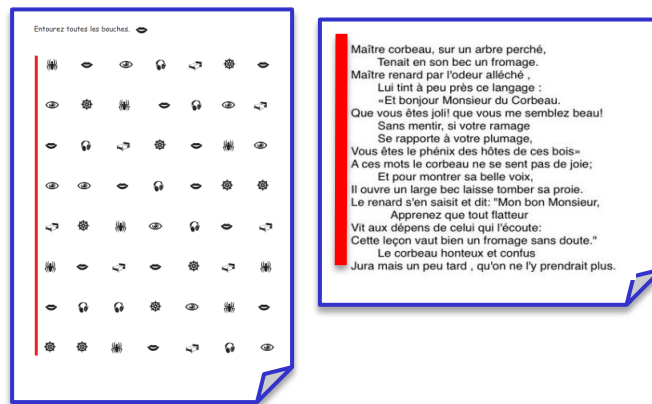 Entourez toutes les bouches.
Maître corbeau, sur un arbre perché,
Tenait en son bec un fromage.
Maître renard par l'odeur alléché ,
Lui tint à peu près ce langage :
«Et bonjour Monsieur du Corbeau.
Que vous êtes joli! que vous me semblez beau!
Sans mentir, si votre ramage
Se rapporte à votre plumage,
Vous êtes le phénix des hôtes de ces bois»
A ces mots le corbeau ne se sent pas de joie;
Et pour montrer sa belle voix,
Il ouvre un large bec laisse tomber sa proie.
Le renard s'en saisit et dit: "Mon bon Monsieur,
Apprenez que tout flatteur
Vit aux dépens de celui qui l'écoute:
Cette leçon vaut bien un fromage sans doute."
Le corbeau honteux et confus
Jura mais un peu tard , qu'on ne l'y prendrait plus.